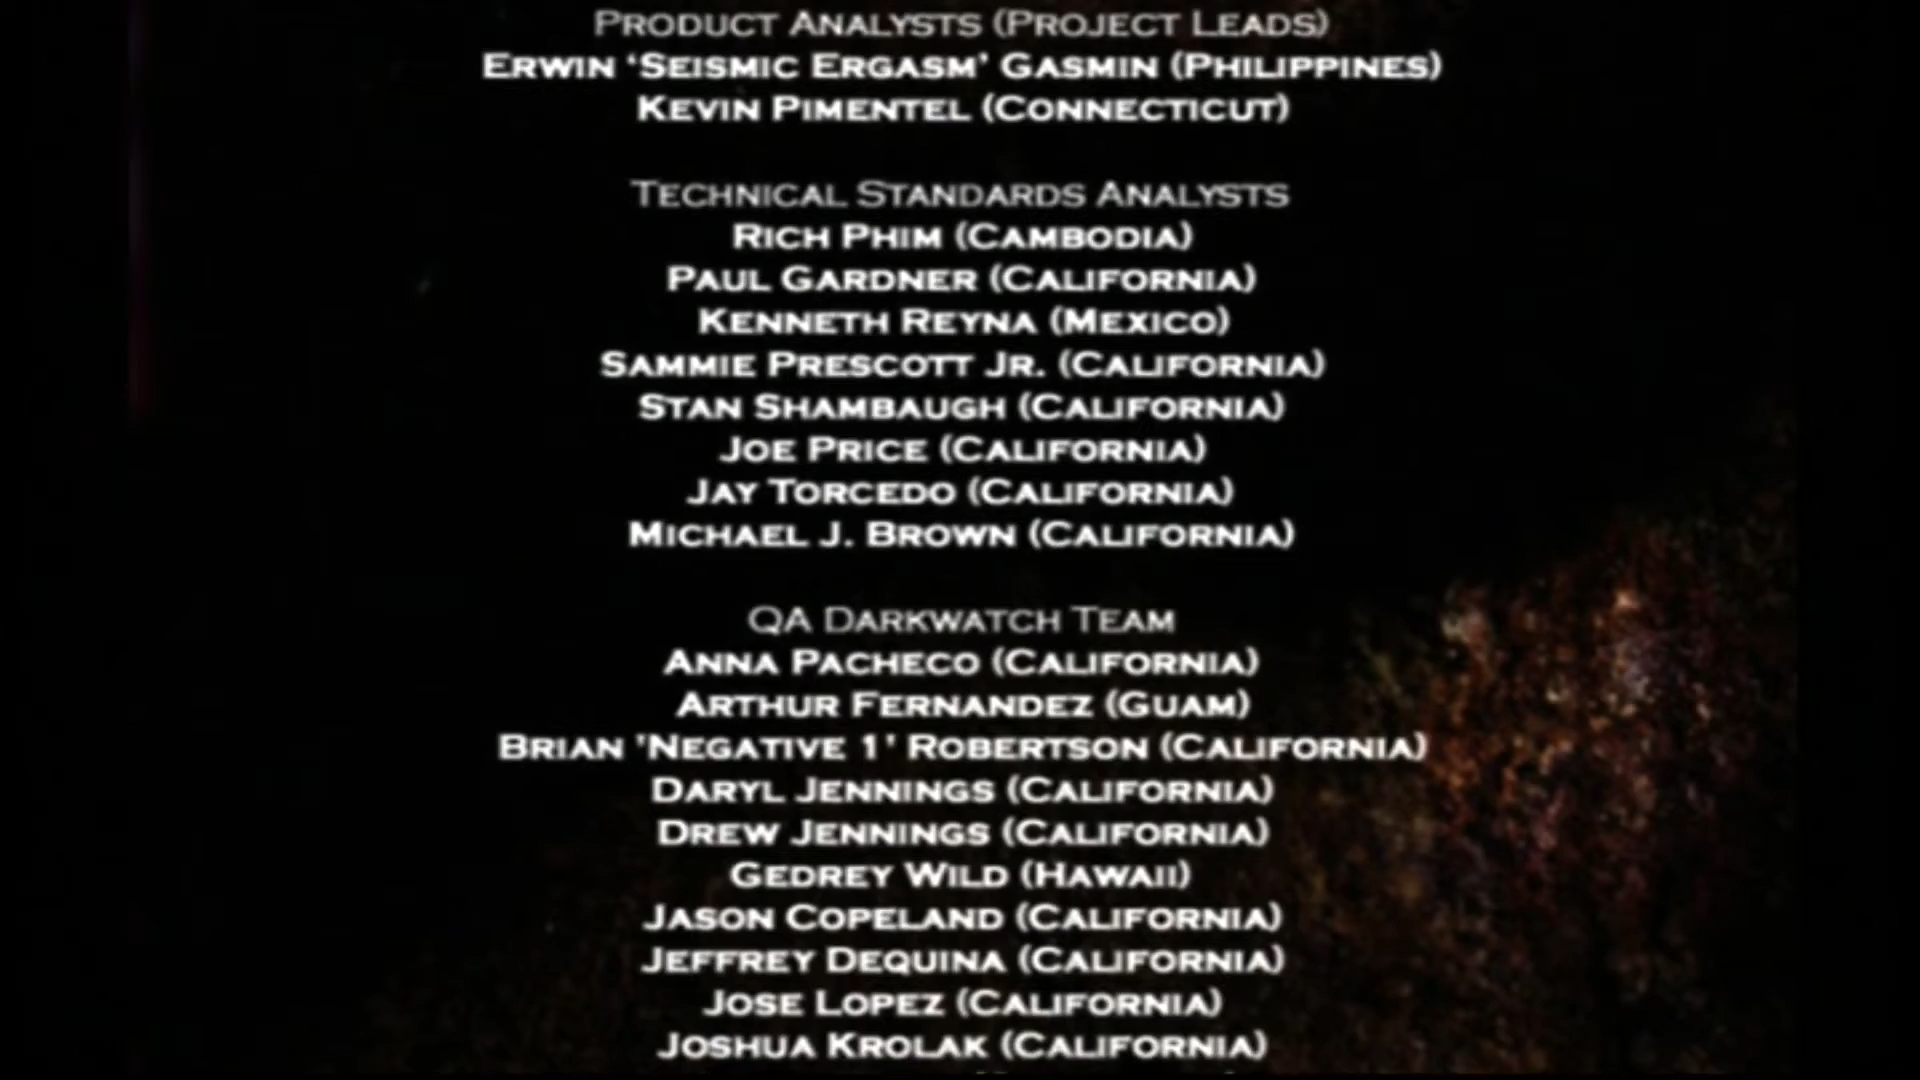 Product Analysts (Project Leads)
Erwin ‘Seismic Ergasm’ Gasmin (Philippines)
Kevin Pimentel (Connecticut)
Technical Standards Analysts
Rich Phim (Cambodia)
Paul Gardner (California)
Kenneth Reyna (Mexico)
Sammie Prescott Jr. (California)
Stan Shambaugh (California)
Joe Price (California)
Jay Torcedo (California)
Michael J. Brown (California)
QA Darkwatch Team
Anna Pacheco (California)
Arthur Fernandez (Guam)
Brian 'Negative 1' Robertson (California)
Daryl Jennings (California)
Drew Jennings (California)
Gedrey Wild (Hawaii)
Jason Copeland (California)
Jeffrey Dequina (California)
Jose Lopez (California)
Joshua Krolak (California)